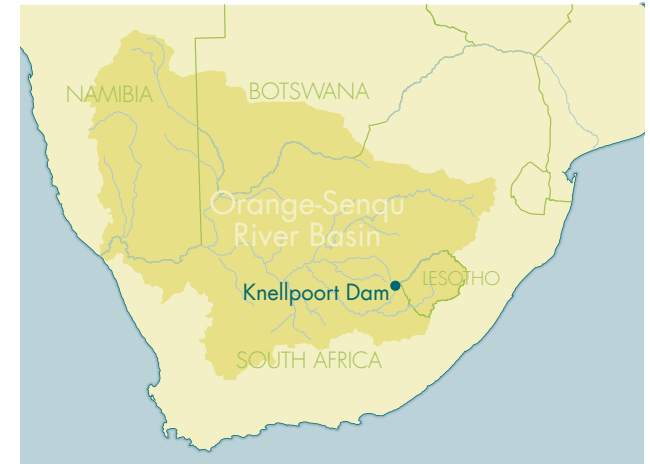 NAMIBIA
BOTSWANA
Orange-Senqu
River Basin
LESOTHO
Knellpoort Dam
SOUTH AFRICA